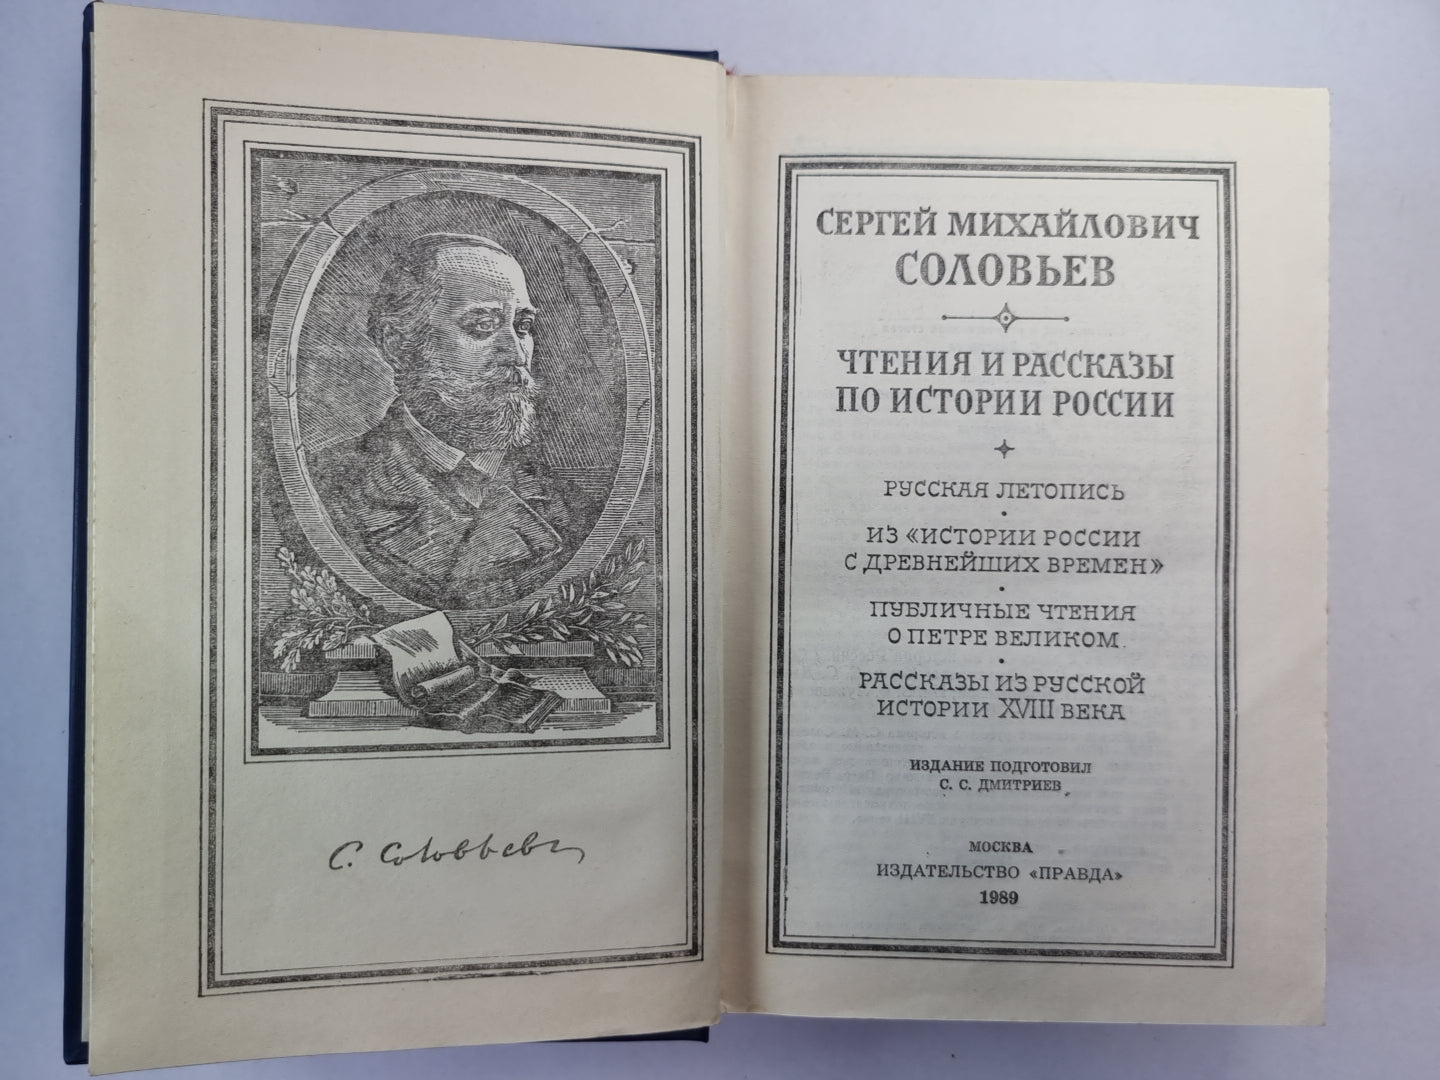 С. Соловьевъ
СЕРГЕЙ МИХАЙЛОВИЧ
СОЛОВЬЕВ
ЧТЕНИЯ И РАССКАЗЫ
ПО ИСТОРИИ РОССИИ
РУССКАЯ ЛЕТОПИСЬ
ИЗ «ИСТОРИИ РОССИИ
С ДРЕВНЕЙШИХ ВРЕМЕН»
ПУБЛИЧНЫЕ ЧТЕНИЯ
О ПЕТРЕ ВЕЛИКОМ
РАССКАЗЫ ИЗ РУССКОЙ
ИСТОРИИ XVIII ВЕКА
ИЗДАНИЕ ПОДГОТОВИЛ
С. С. ДМИТРИЕВ
МОСКВА
ИЗДАТЕЛЬСТВО «ПРАВДА»
1989